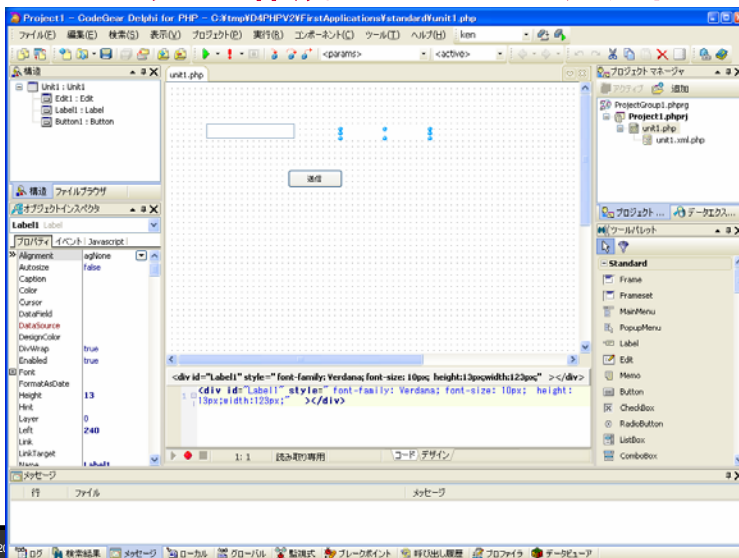 Project1 - CodeGear Delphi for PHP - C:¥tmp¥D4PHPV2¥FirstApplications¥standard¥unit1.php
ファイル(F) 編集(E) 検索(S) 表示(V) プロジェクト(P) 実行(R) コンポーネント(C) ツール(T) ヘルプ(H) ken
<params> <active>
構造
Unit1 : Unit1
Edit1 : Edit
Label1 : Label
Button1 : Button
構造 ファイルブラウザ
オブジェクトインスペクタ
Label1 Label
プロパティ イベント Javascript
Alignment agNone
Autosize false
Caption
Color
Cursor
DataField
DataSource
DesignColor
DivWrap true
Enabled true
Font
FormatAsDate
Height 13
Hint
Layer 0
Left 240
Link
LinkTarget
Name Label1
unit1.php
送信
<div id="Label1" style=" font-family: Verdana; font-size: 10px; height:13px;width:123px;" ></div>
1 <div id="Label1" style=" font-family: Verdana; font-size: 10px; height:
13px;width:123px;" ></div>
1: 1 読み取り専用 コード デザイン
プロジェクト マネージャ
アクティブ 追加
ProjectGroup1.phprg
Project1.phprj
unit1.php
unit1.xml.php
プロジェクト ... データエクス...
ツールパレット
- Standard
Frame
Frameset
MainMenu
PopupMenu
Label
Edit
Memo
Button
CheckBox
RadioButton
ListBox
ComboBox
メッセージ
行 ファイル メッセージ
ログ 検索結果 メッセージ ローカル グローバル 監視式 ブレークポイント 呼び出し履歴 プロファイラ データビューア